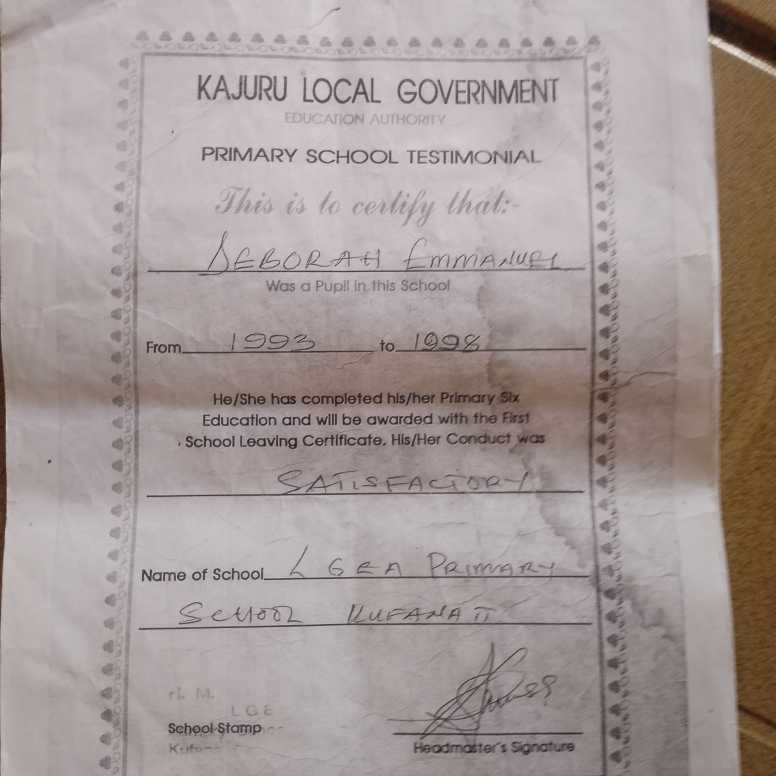 KAJURU LOCAL GOVERNMENT
EDUCATION AUTHORITY
PRIMARY SCHOOL TESTIMONIAL
This is to certify that:-
DEBORAH EMMANUEL
Was a Pupil in this School
From 1993 to 1998
He/She has completed his/her Primary Six
Education and will be awarded with the First
School Leaving Certificate. His/Her Conduct was
SATISFACTORY
Name of School L G E A PRIMARY
SCHOOL KUFANA II
L G E
School Stamp
Headmaster's Signature